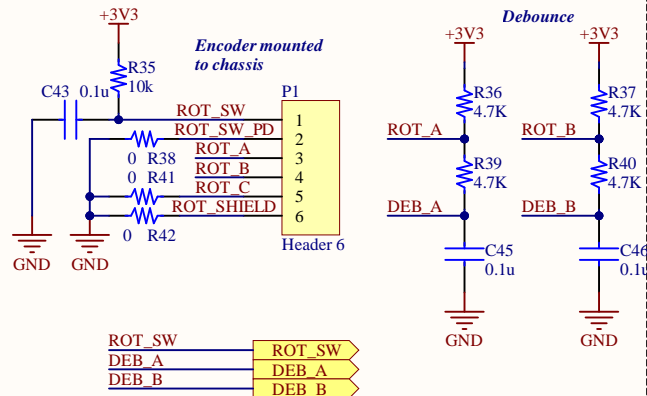 +3V3
Debounce
+3V3
+3V3
Encoder mounted
to chassis
R35
10k
C43
0.1u
P1
R36
4.7K
R37
4.7K
ROT_SW
1
ROT_SW_PD
2
0
R38
ROT_A
3
ROT_B
4
R41
ROT_C
5
ROT_SHIELD
6
0
R42
Header 6
GND
GND
ROT_A
ROT_B
R39
4.7K
R40
4.7K
DEB_A
DEB_B
C45
0.1u
C46
0.1u
GND
GND
ROT_SW
ROT_SW
DEB_A
DEB_A
DEB_B
DEB_B